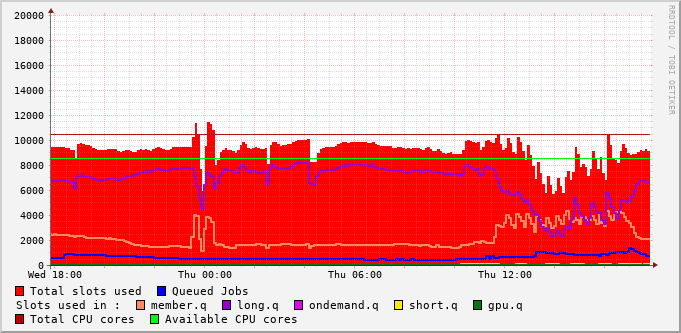 RRDTOOL / TOBI OETIKER
20000
18000
16000
14000
12000
10000
8000
6000
4000
2000
0
Wed 18:00 Thu 00:00 Thu 06:00 Thu 12:00
Total slots used Queued Jobs
Slots used in : member.q long.q ondemand.q short.q gpu.q
Total CPU cores Available CPU cores